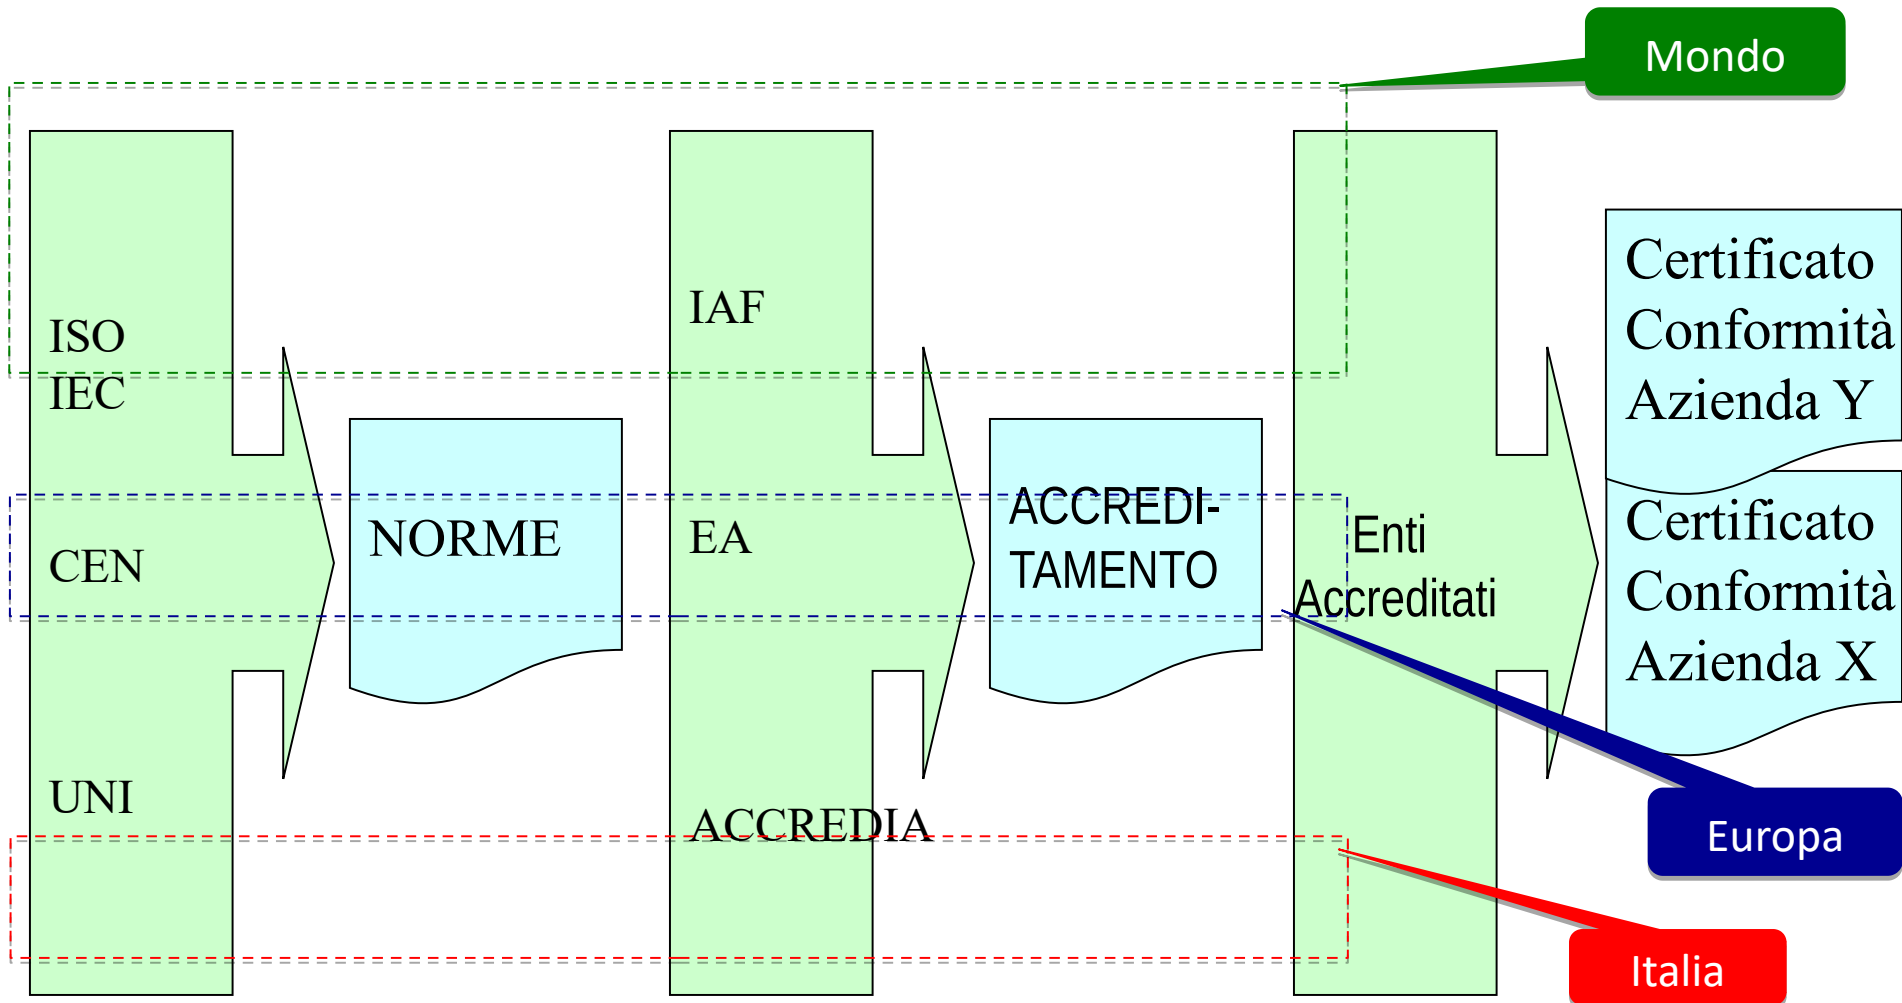 Mondo
ISO
IEC
CEN
UNI
NORME
IAF
EA
ACCREDIA
ACCREDI-
TAMENTO
Enti
Accreditati
Certificato
Conformità
Azienda Y
Certificato
Conformità
Azienda X
Europa
Italia